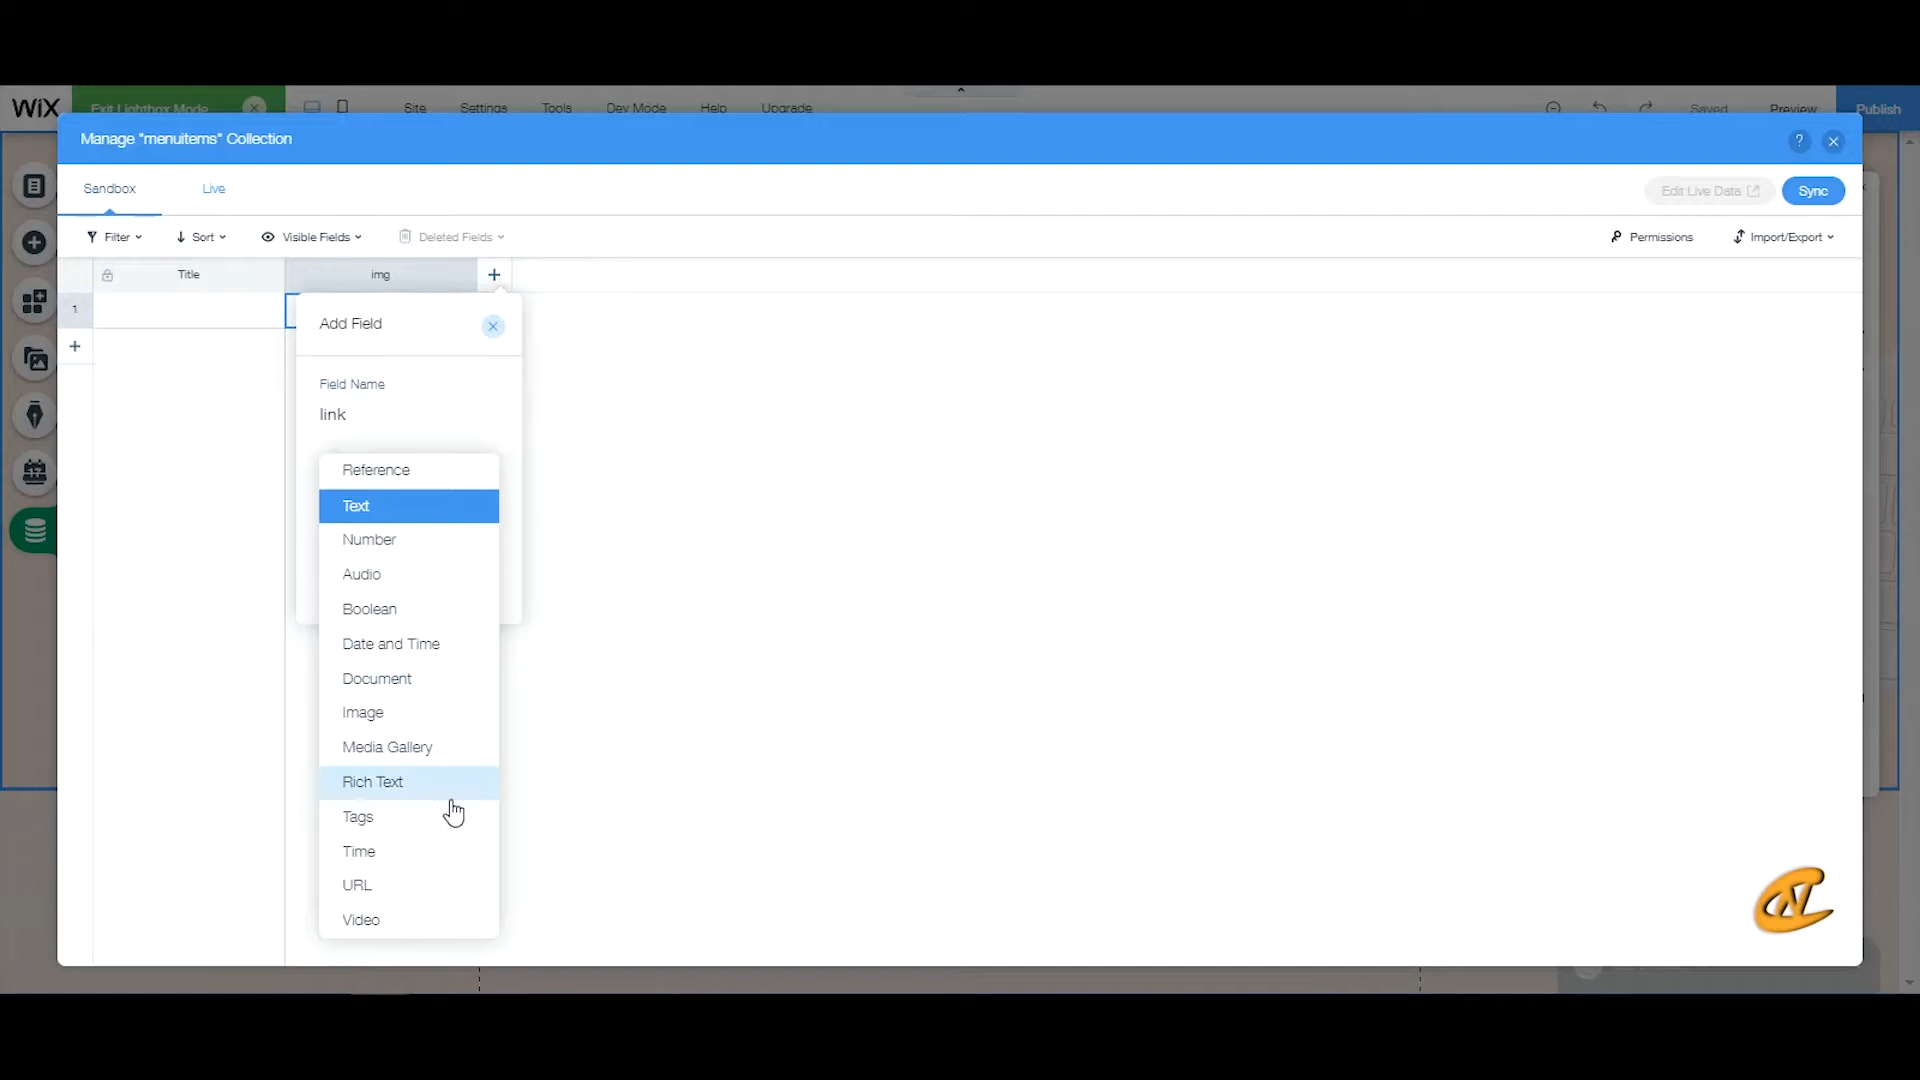 WiX Exit Lightbox Mode Site Settings Tools Dev Mode Help Upgrade Saved Preview Publish
Manage "menuitems" Collection ?
Sandbox Live Edit Live Data Sync
Filter Sort Visible Fields Deleted Fields Permissions Import/Export
Title img +
1
+
Add Field
Field Name
link
Reference
Text
Number
Audio
Boolean
Date and Time
Document
Image
Media Gallery
Rich Text
Tags
Time
URL
Video